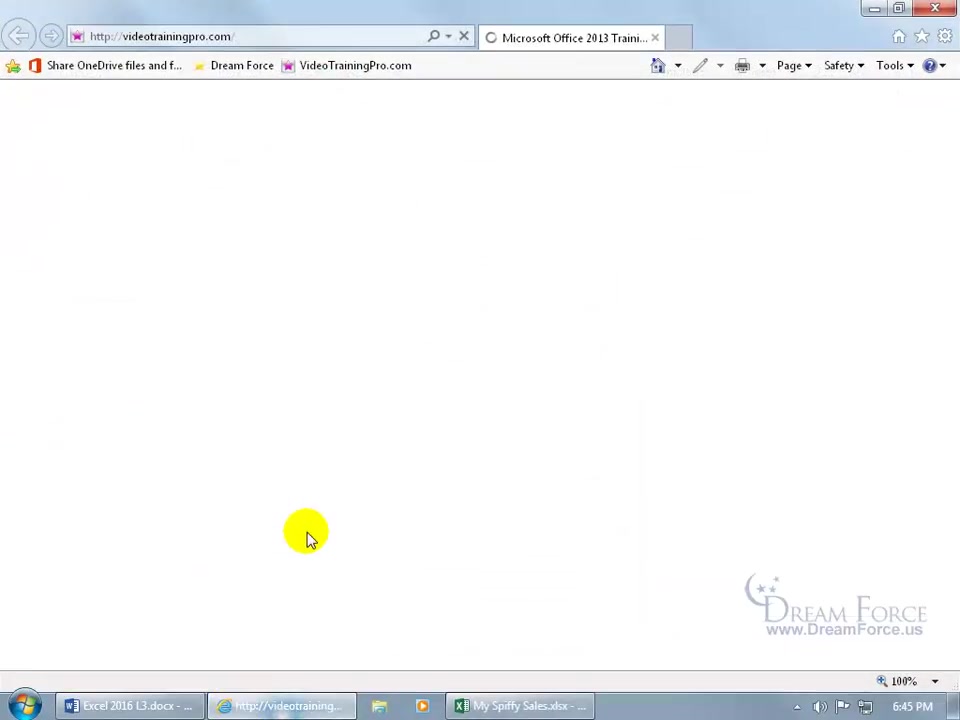 http://videotrainingpro.com/
Microsoft Office 2013 Traini...
Share OneDrive files and f...
Dream Force
VideoTrainingPro.com
Page
Safety
Tools
DREAM FORCE
www.DreamForce.us
100%
Excel 2016 L3.docx - ...
http://videotraining...
My Spiffy Sales.xlsx - ...
6:45 PM